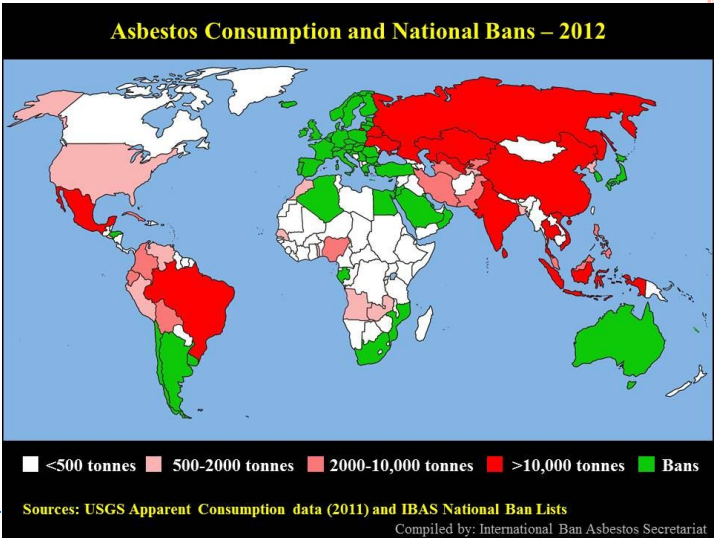 Asbestos Consumption and National Bans – 2012
<500 tonnes 500-2000 tonnes 2000-10,000 tonnes >10,000 tonnes Bans
Sources: USGS Apparent Consumption data (2011) and IBAS National Ban Lists
Compiled by: International Ban Asbestos Secretariat